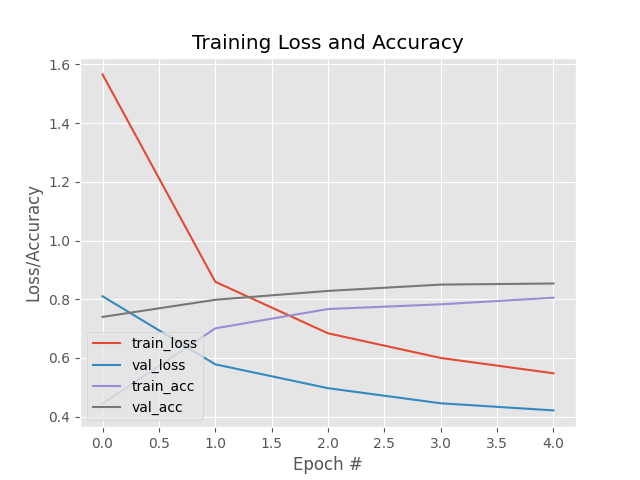 Training Loss and Accuracy
1.6
1.4
1.2
1.0
0.8
0.6
0.4
Loss/Accuracy
train_loss
val_loss
train_acc
val_acc
0.0 0.5 1.0 1.5 2.0 2.5 3.0 3.5 4.0
Epoch #